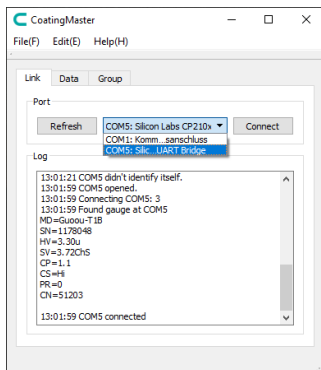 CoatingMaster
File(F) Edit(E) Help(H)
Link Data Group
Port
Refresh COM5: Silicon Labs CP210x Connect
COM1: Komm...sanschluss
COM5: Silic...UART Bridge
Log
13:01:21 COM5 didn't identify itself.
13:01:59 COM5 opened.
13:01:59 Connecting COM5: 3
13:01:59 Found gauge at COM5
MD=Guoou-T1B
SN=1178048
HV=3.30u
SV=3.72ChS
CP=1.1
CS=Hi
PR=0
CN=51203
13:01:59 COM5 connected